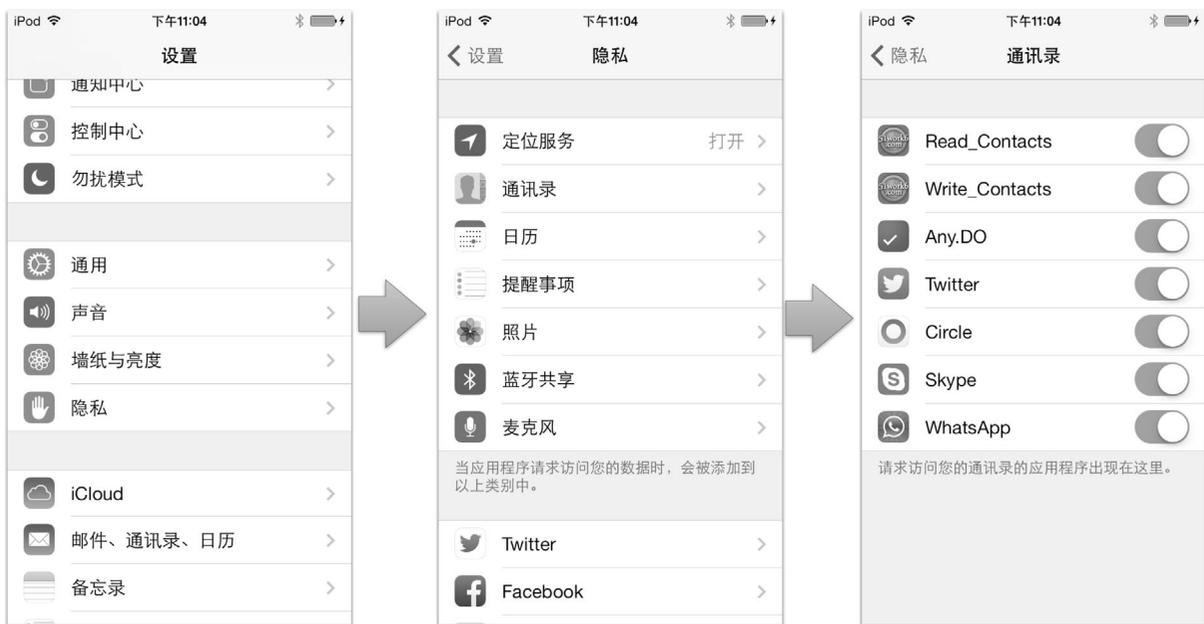 iPod 下午11:04
设置
通知中心
控制中心
勿扰模式
通用
声音
墙纸与亮度
隐私
iCloud
邮件、通讯录、日历
备忘录
iPod 下午11:04
设置 隐私
定位服务 打开
通讯录
日历
提醒事项
照片
蓝牙共享
麦克风
当应用程序请求访问您的数据时，会被添加到
以上类别中。
Twitter
Facebook
iPod 下午11:04
隐私 通讯录
Read_Contacts
Write_Contacts
Any.DO
Twitter
Circle
Skype
WhatsApp
请求访问您的通讯录的应用程序出现在这里。